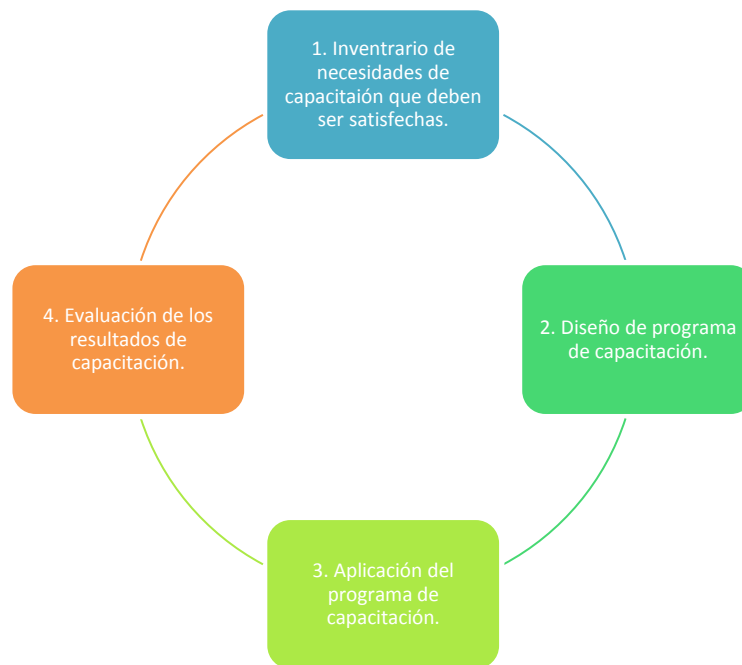 1. Inventrario de
necesidades de
capacitaión que deben
ser satisfechas.
2. Diseño de programa
de capacitación.
3. Aplicación del
programa de
capacitación.
4. Evaluación de los
resultados de
capacitación.